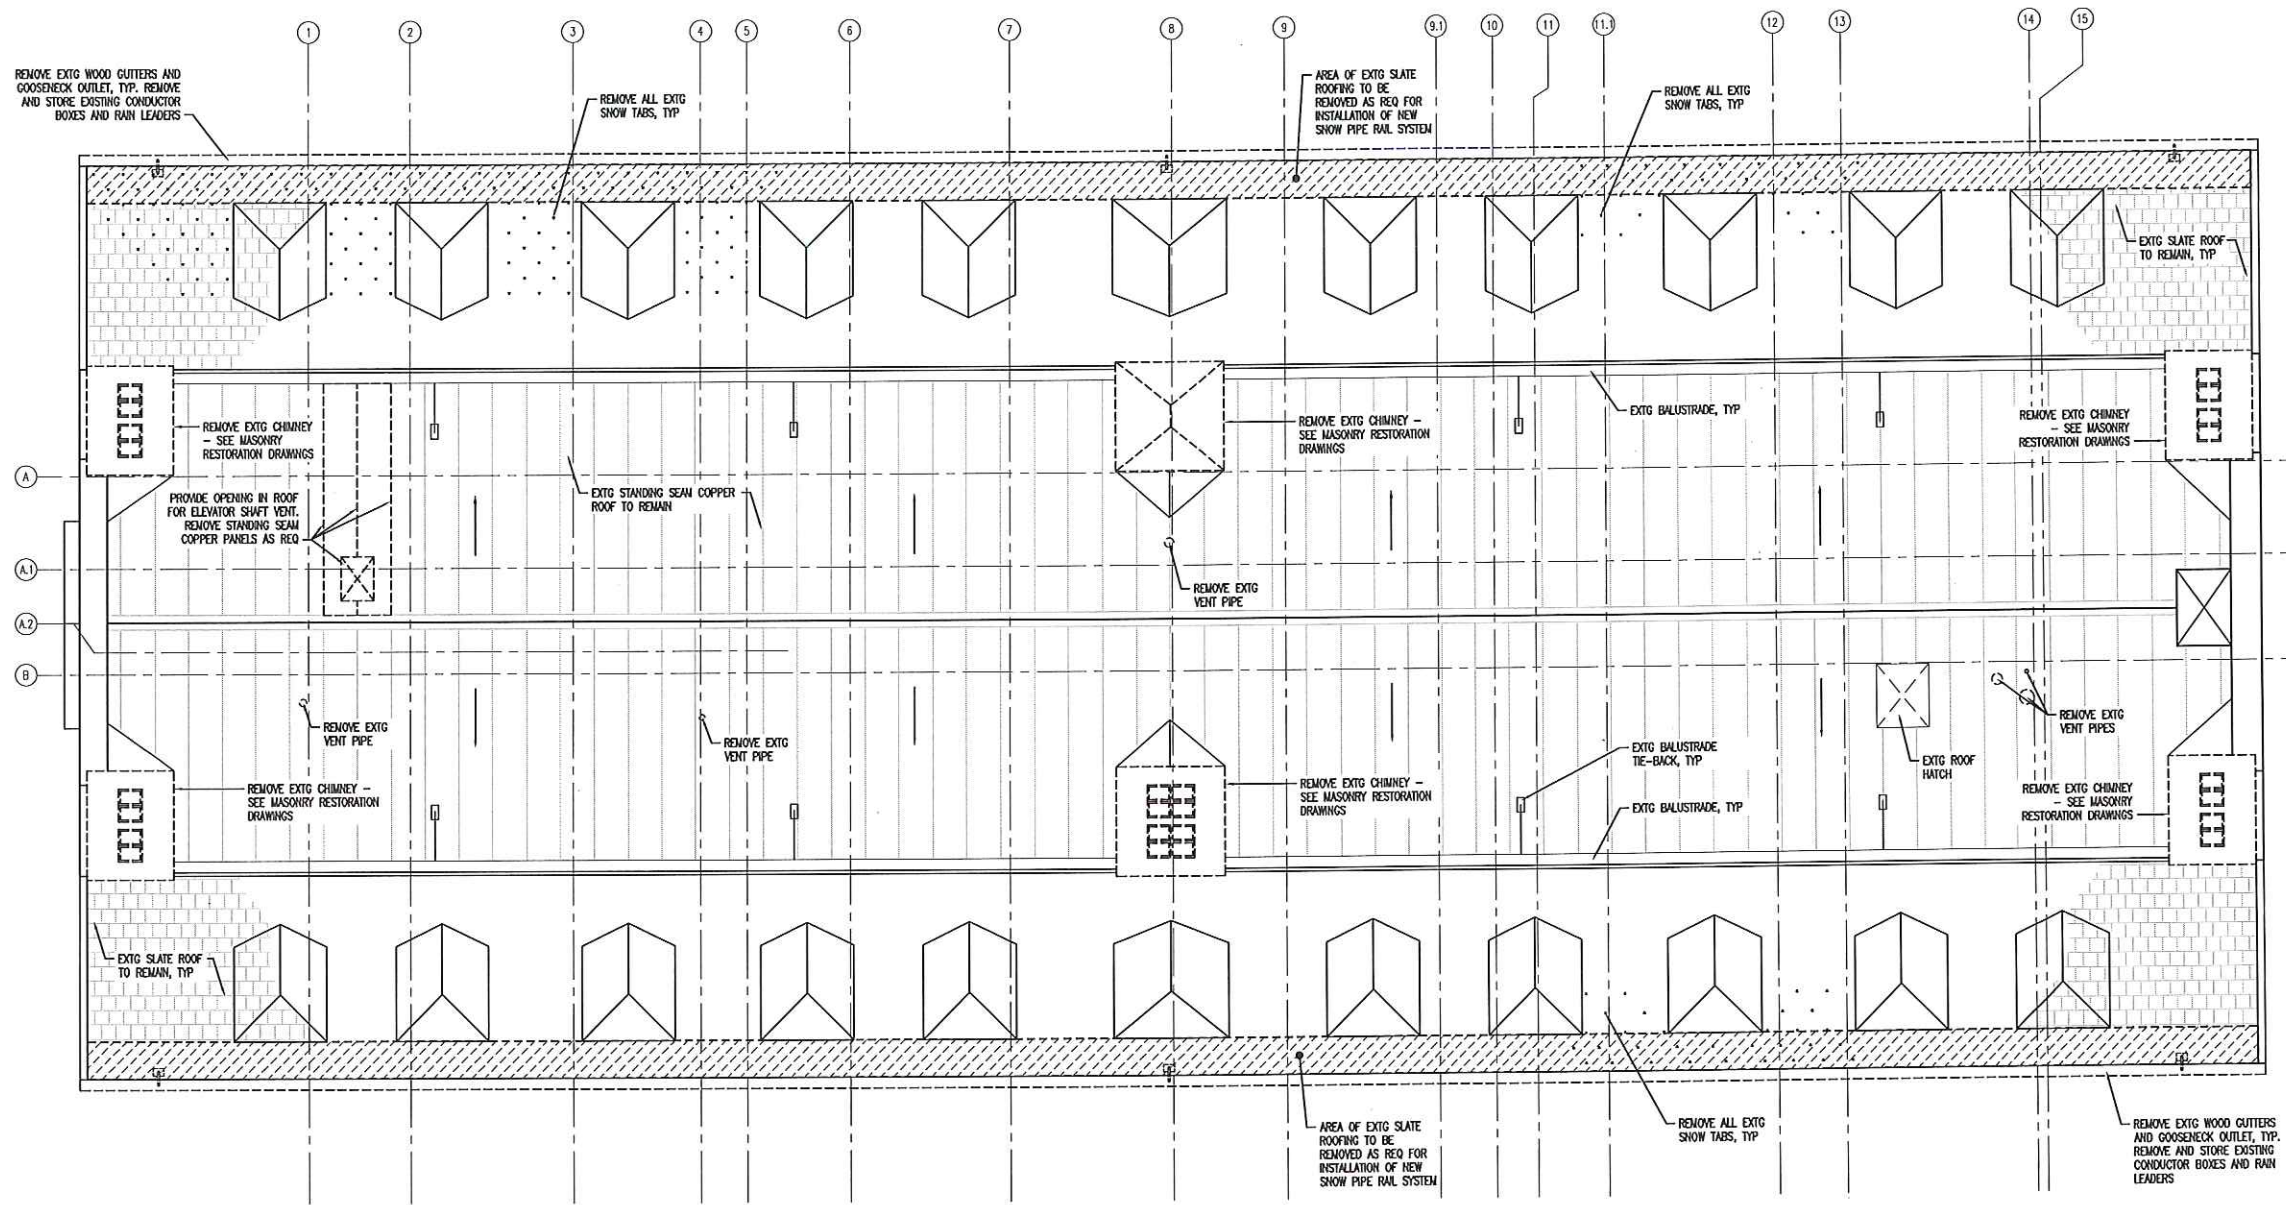 1
2
3
4
5
6
7
8
9
9.1
10
11
11.1
12
13
14
15
REMOVE EXTG WOOD GUTTERS AND
GOOSENECK OUTLET, TYP. REMOVE
AND STORE EXISTING CONDUCTOR
BOXES AND RAIN LEADERS
REMOVE ALL EXTG
SNOW TABS, TYP
AREA OF EXTG SLATE
ROOFING TO BE
REMOVED AS REQ FOR
INSTALLATION OF NEW
SNOW PIPE RAIL SYSTEM
REMOVE ALL EXTG
SNOW TABS, TYP
EXTG SLATE ROOF
TO REMAIN, TYP
REMOVE EXTG CHIMNEY
– SEE MASONRY
RESTORATION DRAWINGS
REMOVE EXTG CHIMNEY –
SEE MASONRY RESTORATION
DRAWINGS
EXTG BALUSTRADE, TYP
REMOVE EXTG CHIMNEY
– SEE MASONRY
RESTORATION DRAWINGS
A
PROVIDE OPENING IN ROOF
FOR ELEVATOR SHAFT VENT.
REMOVE STANDING SEAM
COPPER PANELS AS REQ
EXTG STANDING SEAM COPPER
ROOF TO REMAIN
A.1
REMOVE EXTG
VENT PIPE
A.2
B
REMOVE EXTG
VENT PIPE
REMOVE EXTG
VENT PIPE
EXTG BALUSTRADE
TIE-BACK, TYP
EXTG ROOF
HATCH
REMOVE EXTG
VENT PIPES
REMOVE EXTG CHIMNEY –
SEE MASONRY RESTORATION
DRAWINGS
REMOVE EXTG CHIMNEY –
SEE MASONRY RESTORATION
DRAWINGS
EXTG BALUSTRADE, TYP
REMOVE EXTG CHIMNEY
– SEE MASONRY
RESTORATION DRAWINGS
EXTG SLATE ROOF
TO REMAIN, TYP
AREA OF EXTG SLATE
ROOFING TO BE
REMOVED AS REQ FOR
INSTALLATION OF NEW
SNOW PIPE RAIL SYSTEM
REMOVE ALL EXTG
SNOW TABS, TYP
REMOVE EXTG WOOD GUTTERS
AND GOOSENECK OUTLET, TYP.
REMOVE AND STORE EXISTING
CONDUCTOR BOXES AND RAIN
LEADERS